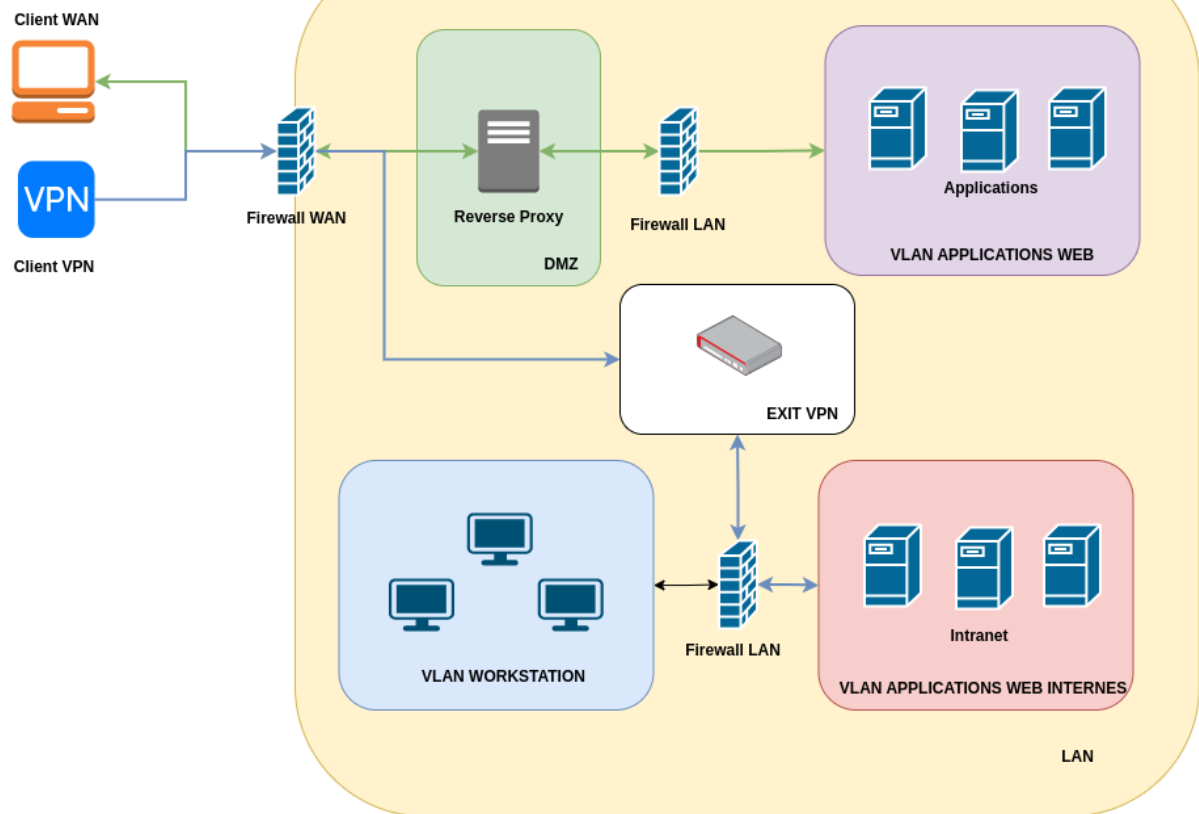 Client WAN
VPN
Client VPN
Firewall WAN
Reverse Proxy
DMZ
Firewall LAN
Applications
VLAN APPLICATIONS WEB
EXIT VPN
VLAN WORKSTATION
Firewall LAN
Intranet
VLAN APPLICATIONS WEB INTERNES
LAN